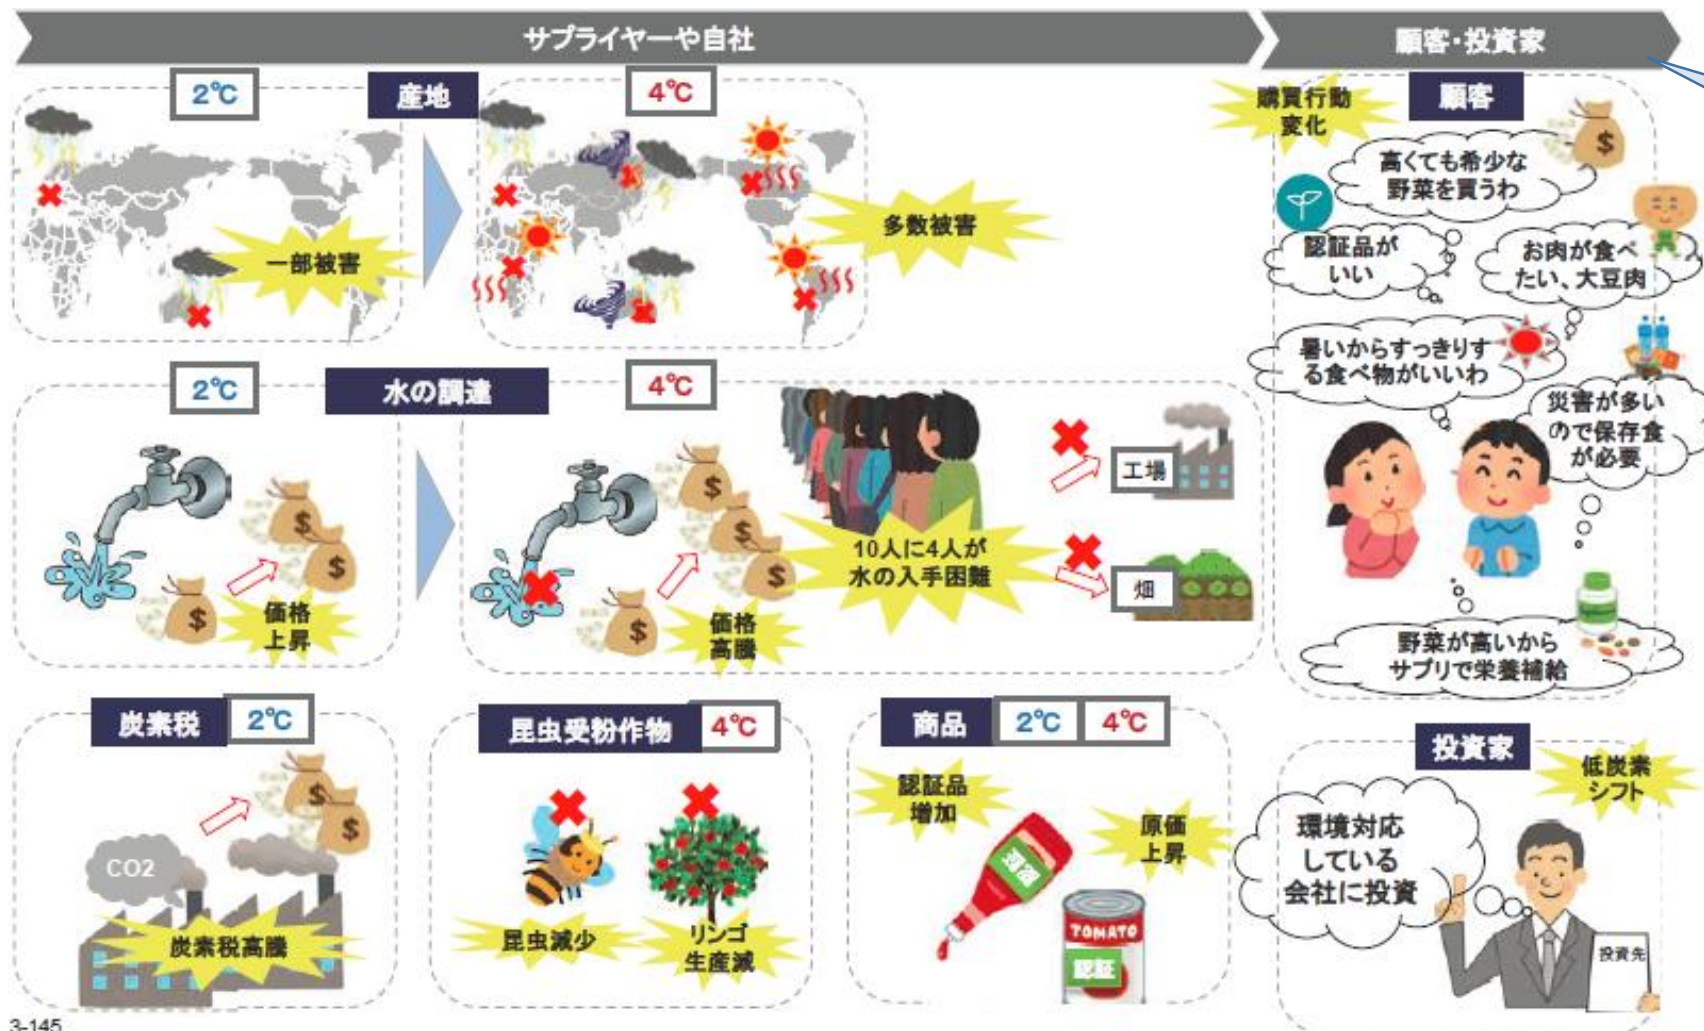 サプライヤーや自社
顧客・投資家
2℃
産地
4℃
一部被害
多数被害
2℃
水の調達
4℃
価格
上昇
価格
高騰
10人に4人が
水の入手困難
工場
畑
炭素税
2℃
CO2
炭素税高騰
昆虫受粉作物
4℃
昆虫減少
リンゴ
生産減
商品
2℃
4℃
認証品
増加
原価
上昇
TOMATO
認証
購買行動
変化
顧客
$
高くても希少な
野菜を買うわ
認証品が
いい
お肉が食べ
たい、大豆肉
暑いからすっきりす
る食べ物がいいわ
災害が多い
ので保存食
が必要
野菜が高いから
サプリで栄養補給
投資家
低炭素
シフト
環境対応
している
会社に投資
投資先
3-145